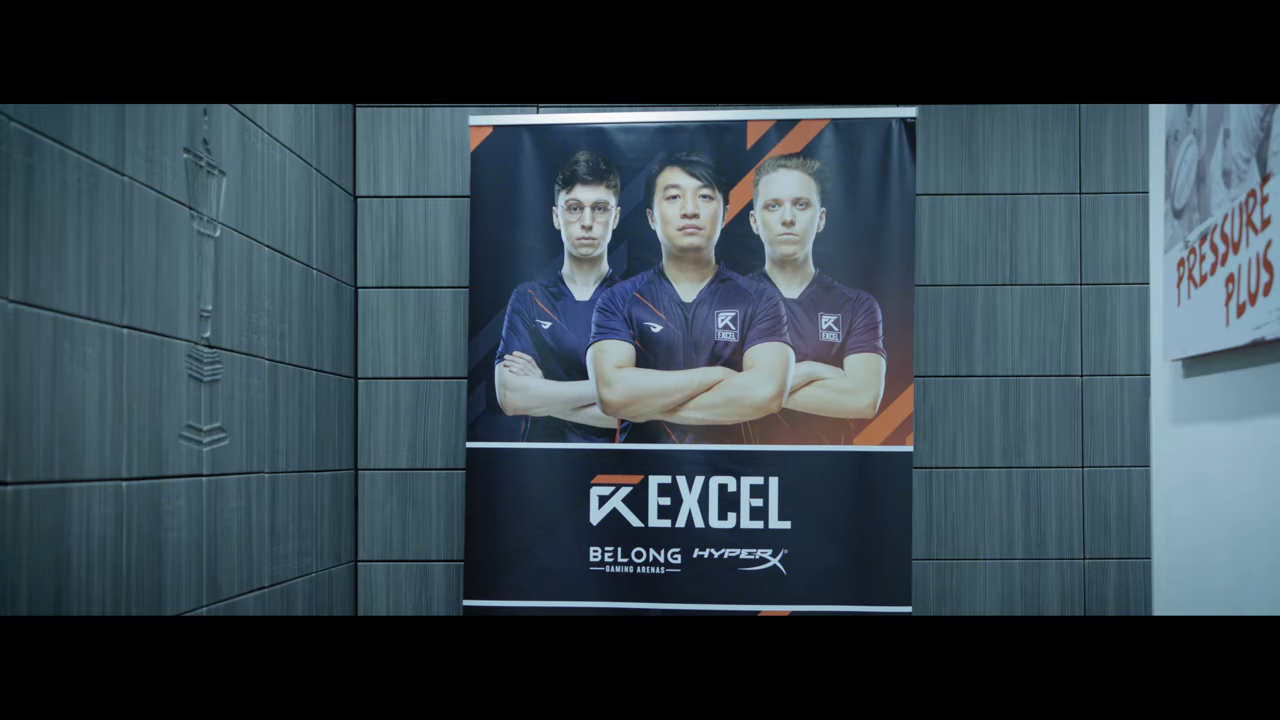 EXCEL
EXCEL
EXCEL
BELONG
GAMING ARENAS
HYPERX
PRESSURE
PLUS